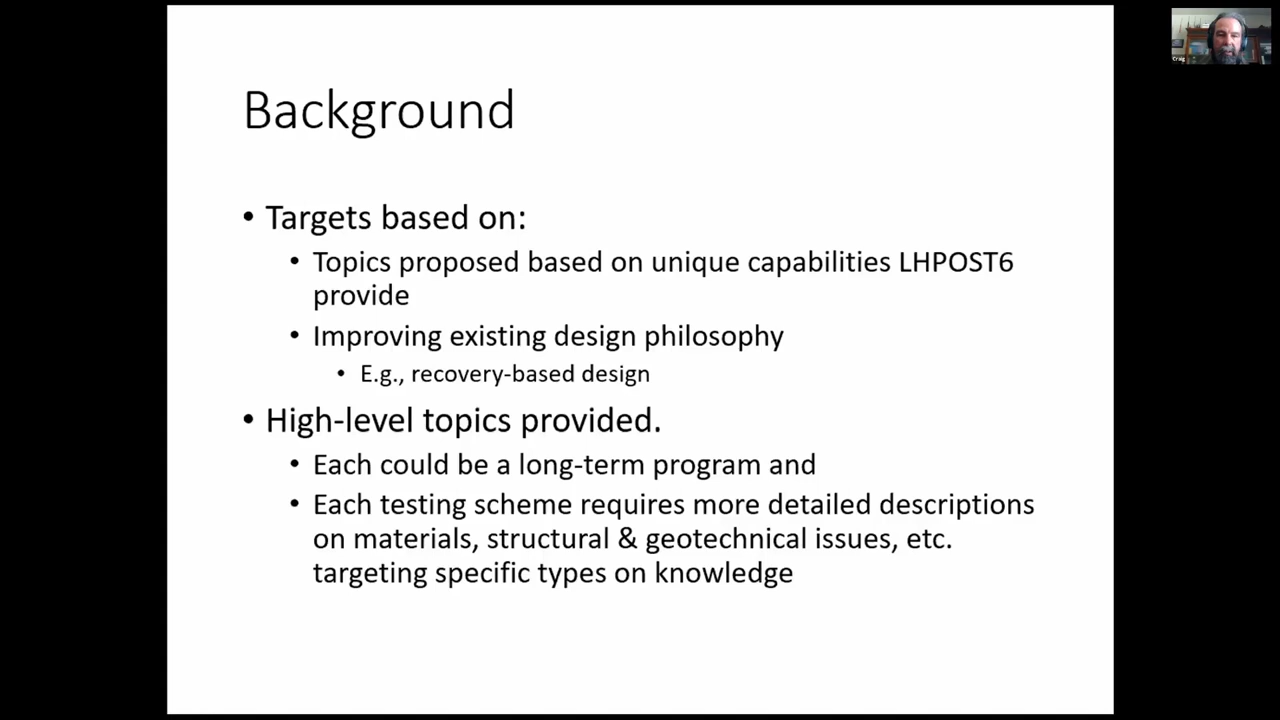 Background
• Targets based on:
• Topics proposed based on unique capabilities LHPOST6
provide
• Improving existing design philosophy
• E.g., recovery-based design
• High-level topics provided.
• Each could be a long-term program and
• Each testing scheme requires more detailed descriptions
on materials, structural & geotechnical issues, etc.
targeting specific types on knowledge
Craig